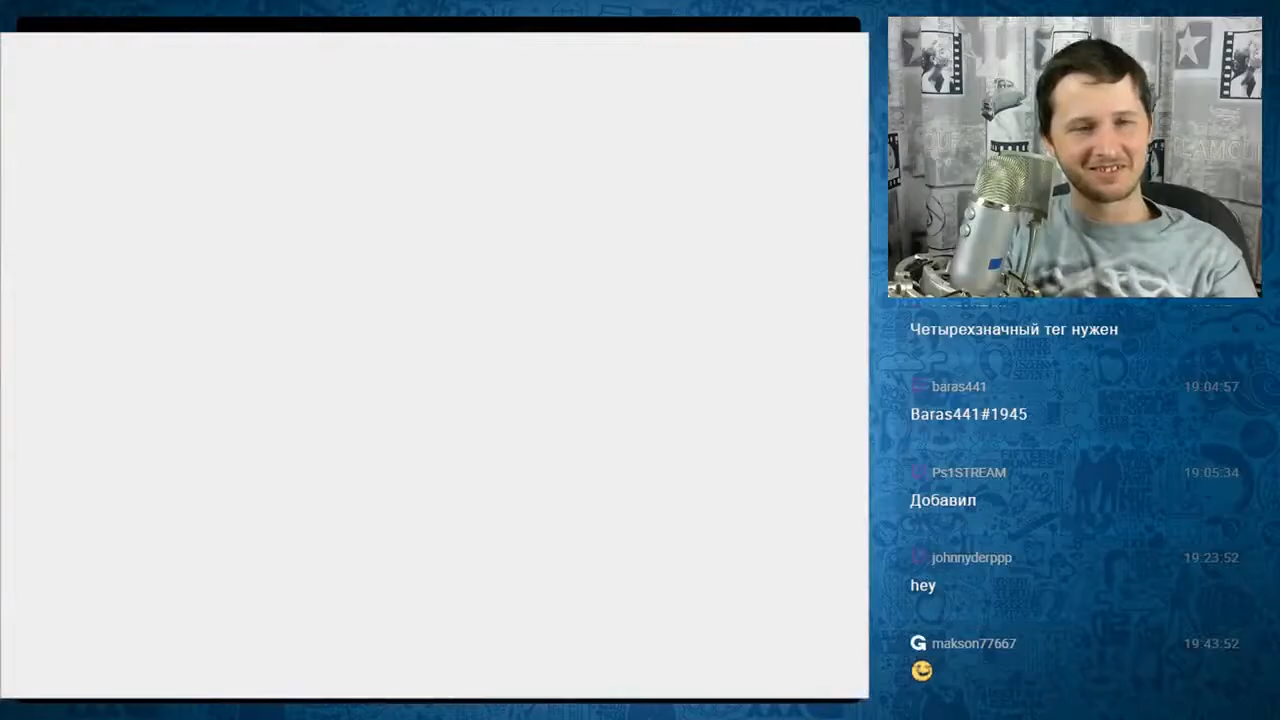 Четырехзначный тег нужен
baras441 19:04:57
Baras441#1945
Ps1STREAM 19:05:34
Добавил
johnnyderppp 19:23:52
hey
G makson77667 19:43:52